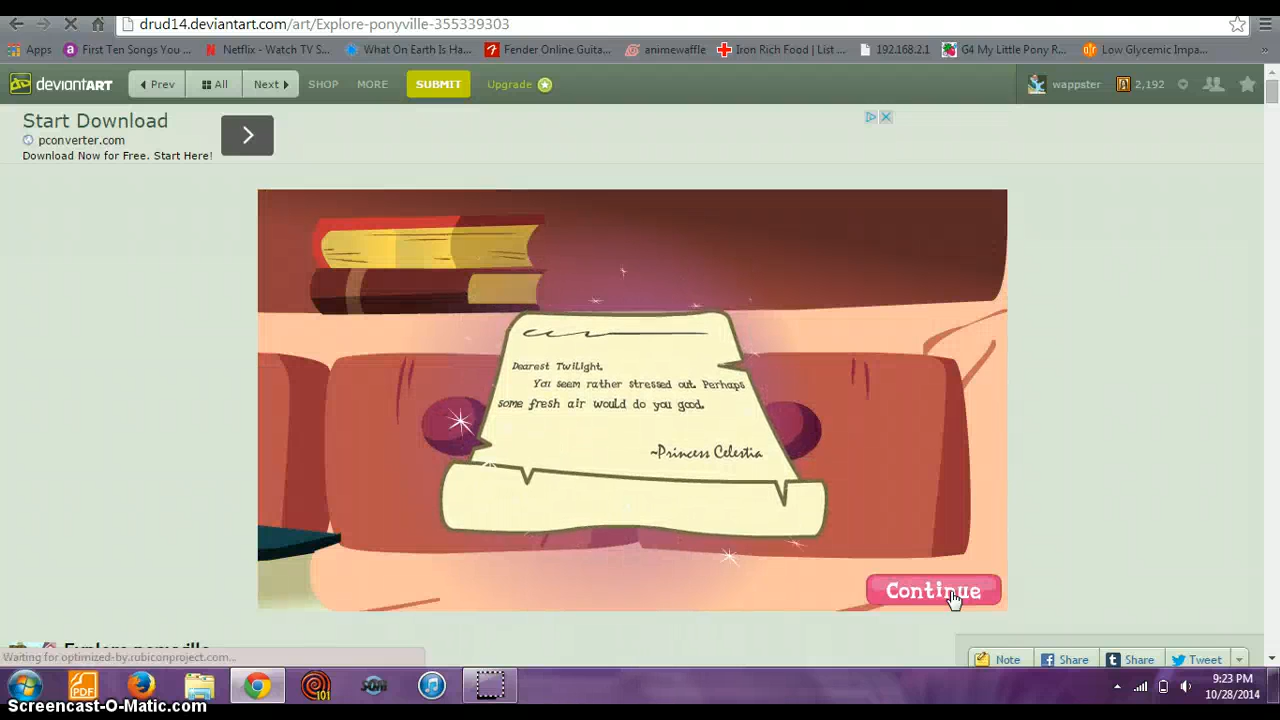 drud14.deviantart.com/art/Explore-ponyville-355339303
Apps First Ten Songs You ... Netflix - Watch TV S... What On Earth Is Ha... Fender Online Guita... animewaffle Iron Rich Food | List ... 192.168.2.1 G4 My Little Pony R... Low Glycemic Impa...
deviantART Prev All Next SHOP MORE SUBMIT Upgrade wappster 2,192
Start Download
pconverter.com
Download Now for Free. Start Here!
Dearest Twilight,
You seem rather stressed out. Perhaps
some fresh air would do you good.
~Princess Celestia
Continue
Explore ponyville
Waiting for optimized-by.rubiconproject.com...
Note Share Share Tweet
PDF 101
9:23 PM
10/28/2014
Screencast-O-Matic.com